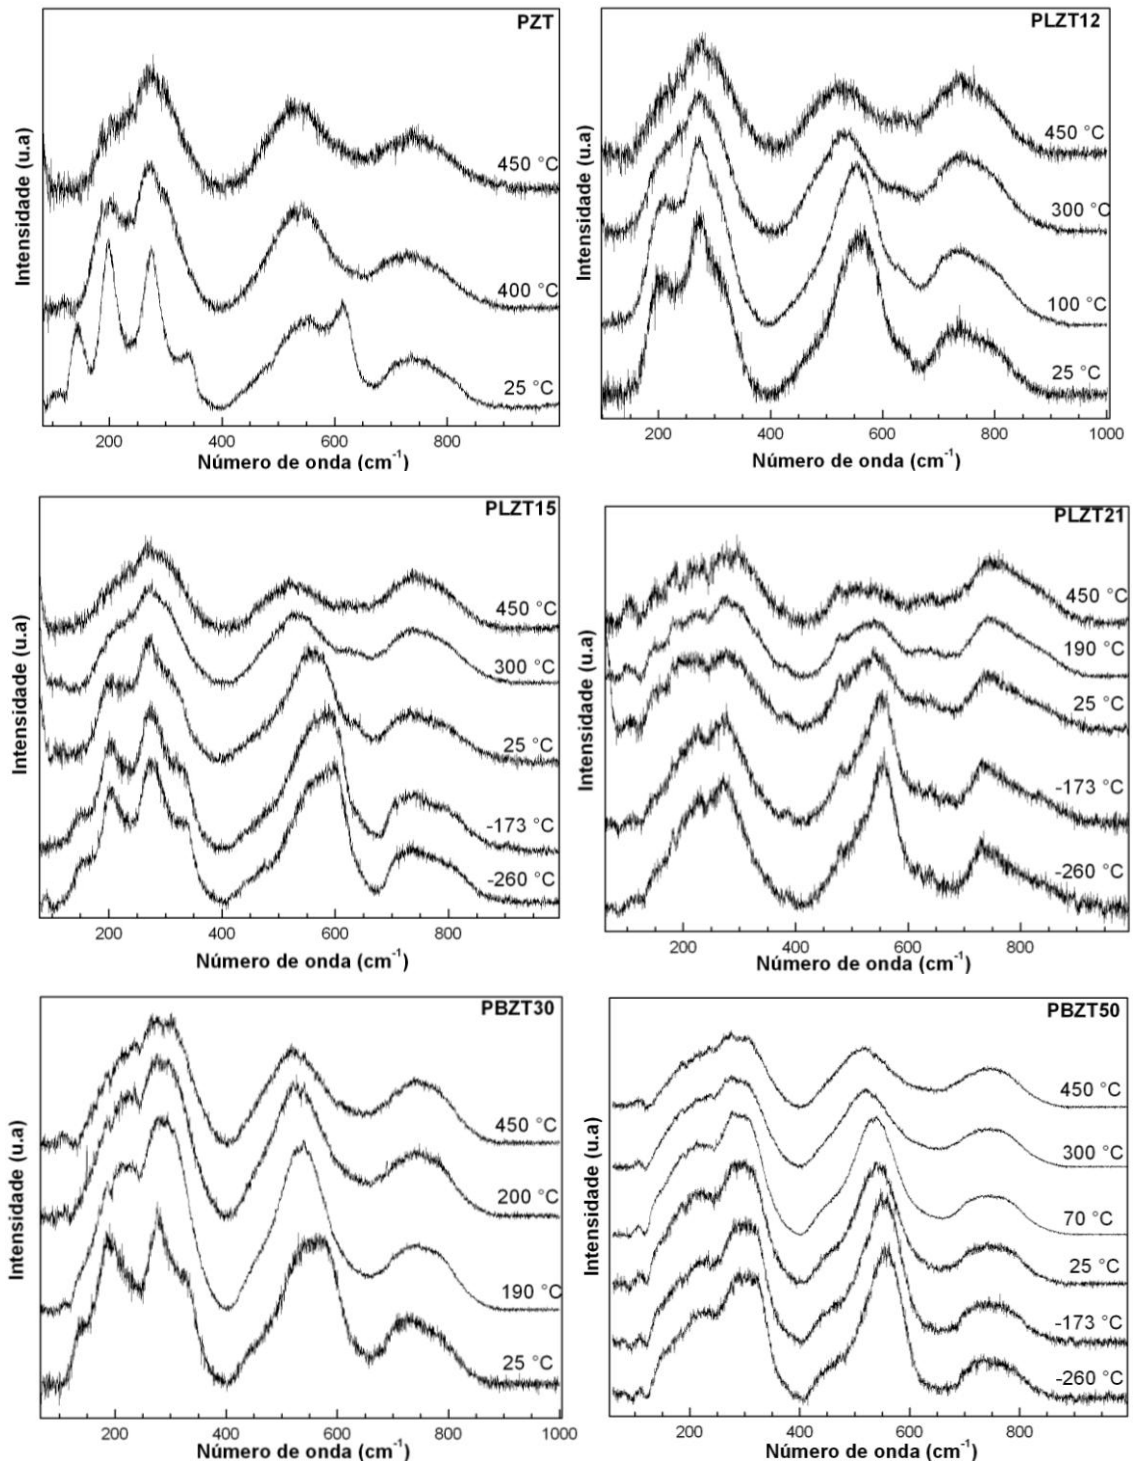 PZT
Intensidade (u.a)
450 °C
400 °C
25 °C
200 400 600 800
Número de onda (cm-1)
PLZT12
Intensidade (u.a)
450 °C
300 °C
100 °C
25 °C
200 400 600 800 1000
Número de onda (cm-1)
PLZT15
Intensidade (u.a)
450 °C
300 °C
25 °C
-173 °C
-260 °C
200 400 600 800
Número de onda (cm-1)
PLZT21
Intensidade (u.a)
450 °C
190 °C
25 °C
-173 °C
-260 °C
200 400 600 800
Número de onda (cm-1)
PBZT30
Intensidade (u.a)
450 °C
200 °C
190 °C
25 °C
200 400 600 800 1000
Número de onda (cm-1)
PBZT50
Intensidade (u.a)
450 °C
300 °C
70 °C
25 °C
-173 °C
-260 °C
200 400 600 800
Número de onda (cm-1)